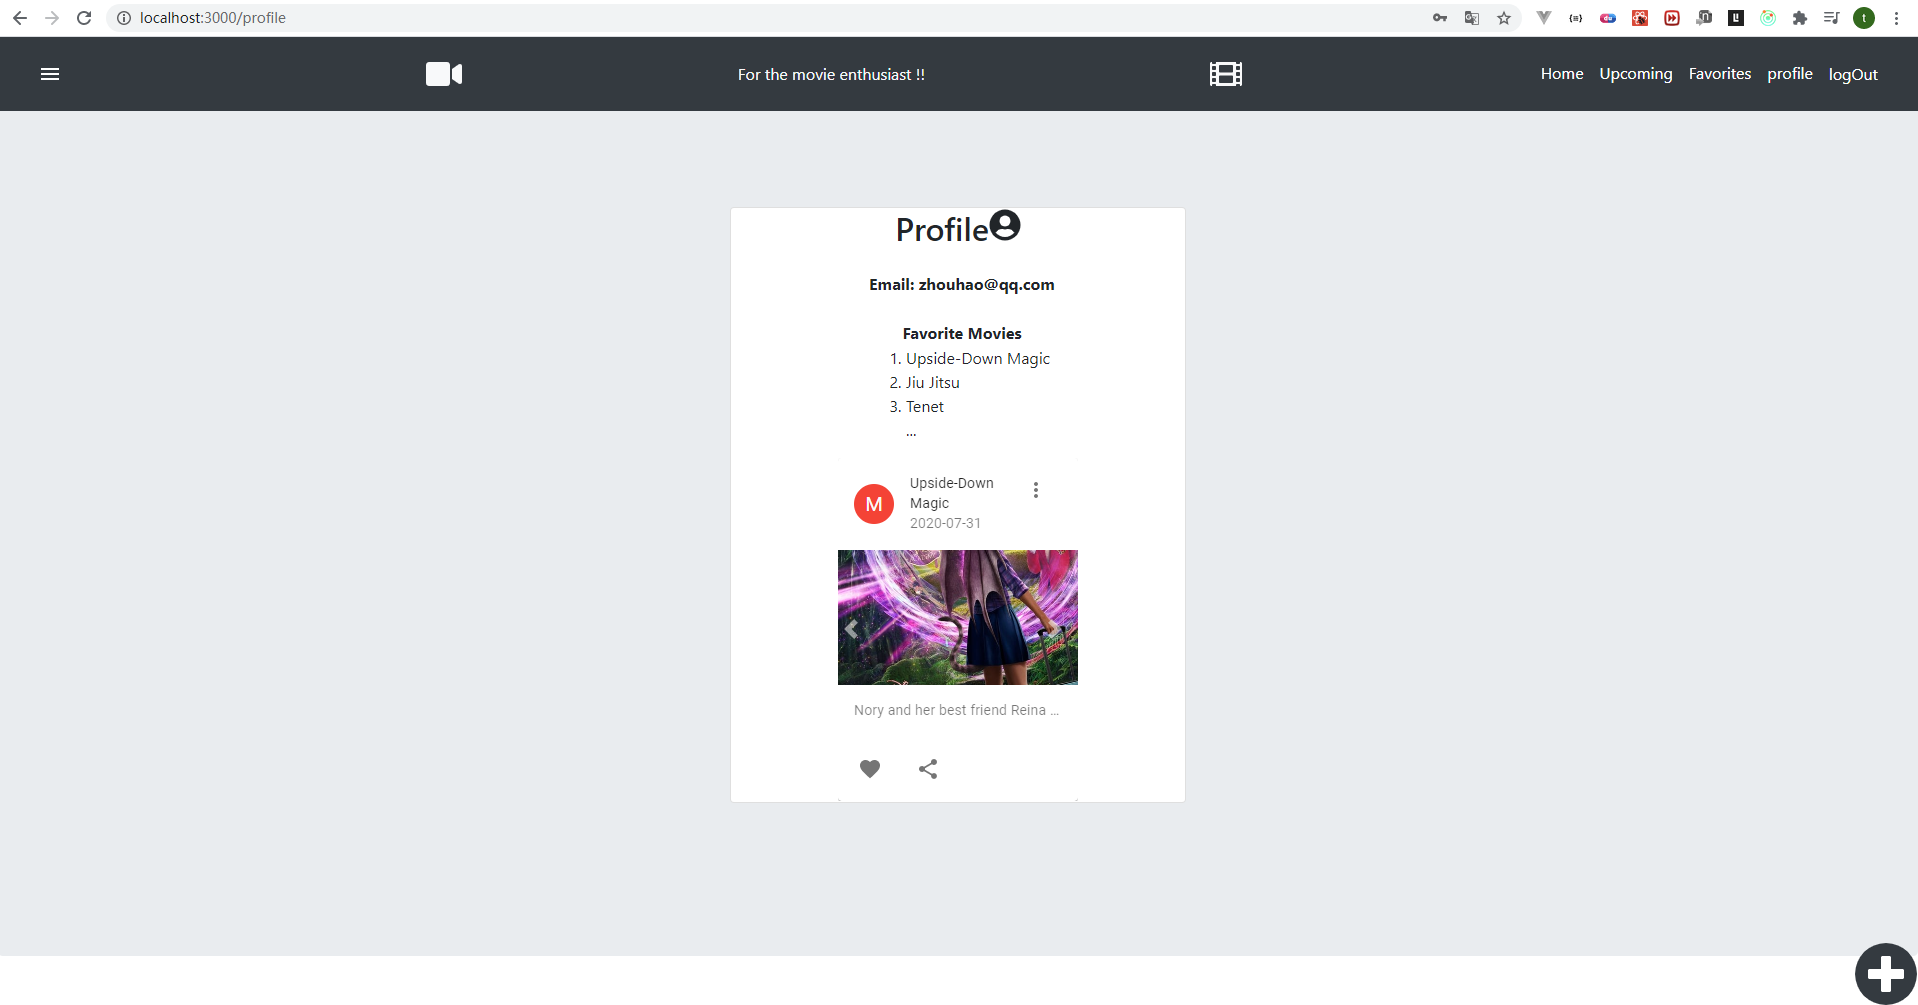 localhost:3000/profile
t
For the movie enthusiast !!
Home Upcoming Favorites profile logOut
Profile
Email: zhouhao@qq.com
Favorite Movies
1. Upside-Down Magic
2. Jiu Jitsu
3. Tenet
...
M
Upside-Down
Magic
2020-07-31
Nory and her best friend Reina ...